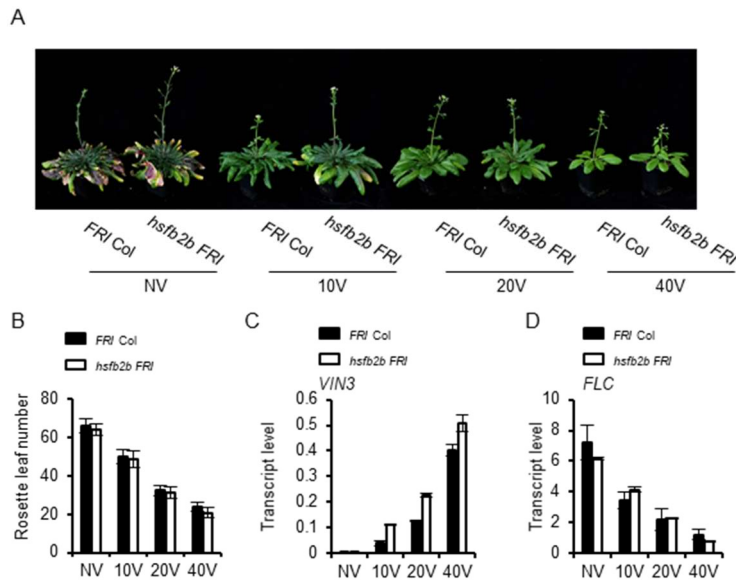 A
FRI Col
hsfb2b FRI
FRI Col
hsfb2b FRI
FRI Col
hsfb2b FRI
FRI Col
hsfb2b FRI
NV
10V
20V
40V
B
FRI Col
hsfb2b FRI
Rosette leaf number
80
60
40
20
0
NV 10V 20V 40V
C
FRI Col
hsfb2b FRI
VIN3
Transcript level
0.6
0.5
0.4
0.3
0.2
0.1
0
NV 10V 20V 40V
D
FRI Col
hsfb2b FRI
FLC
Transcript level
10
8
6
4
2
0
NV 10V 20V 40V